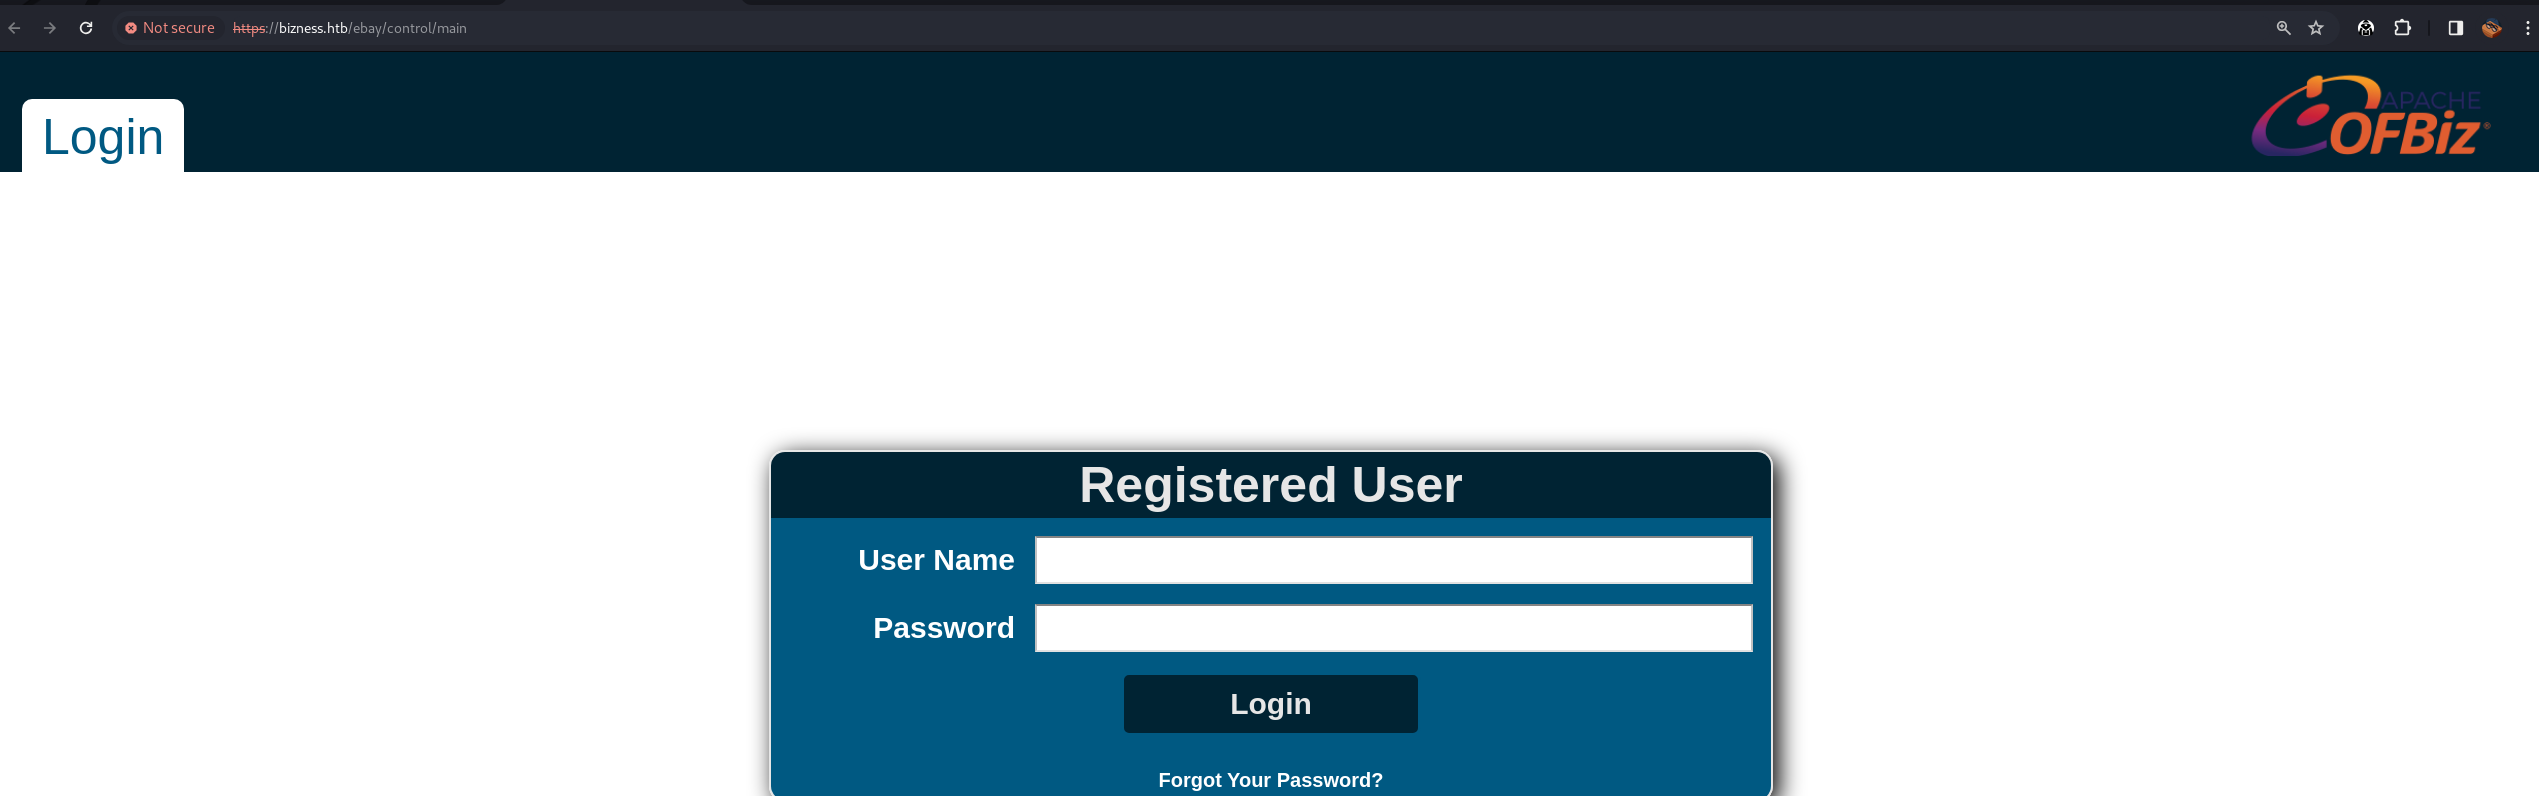 Not secure https://bizness.htb/ebay/control/main
Login
APACHE
OFBiz ®
Registered User
User Name
Password
Login
Forgot Your Password?